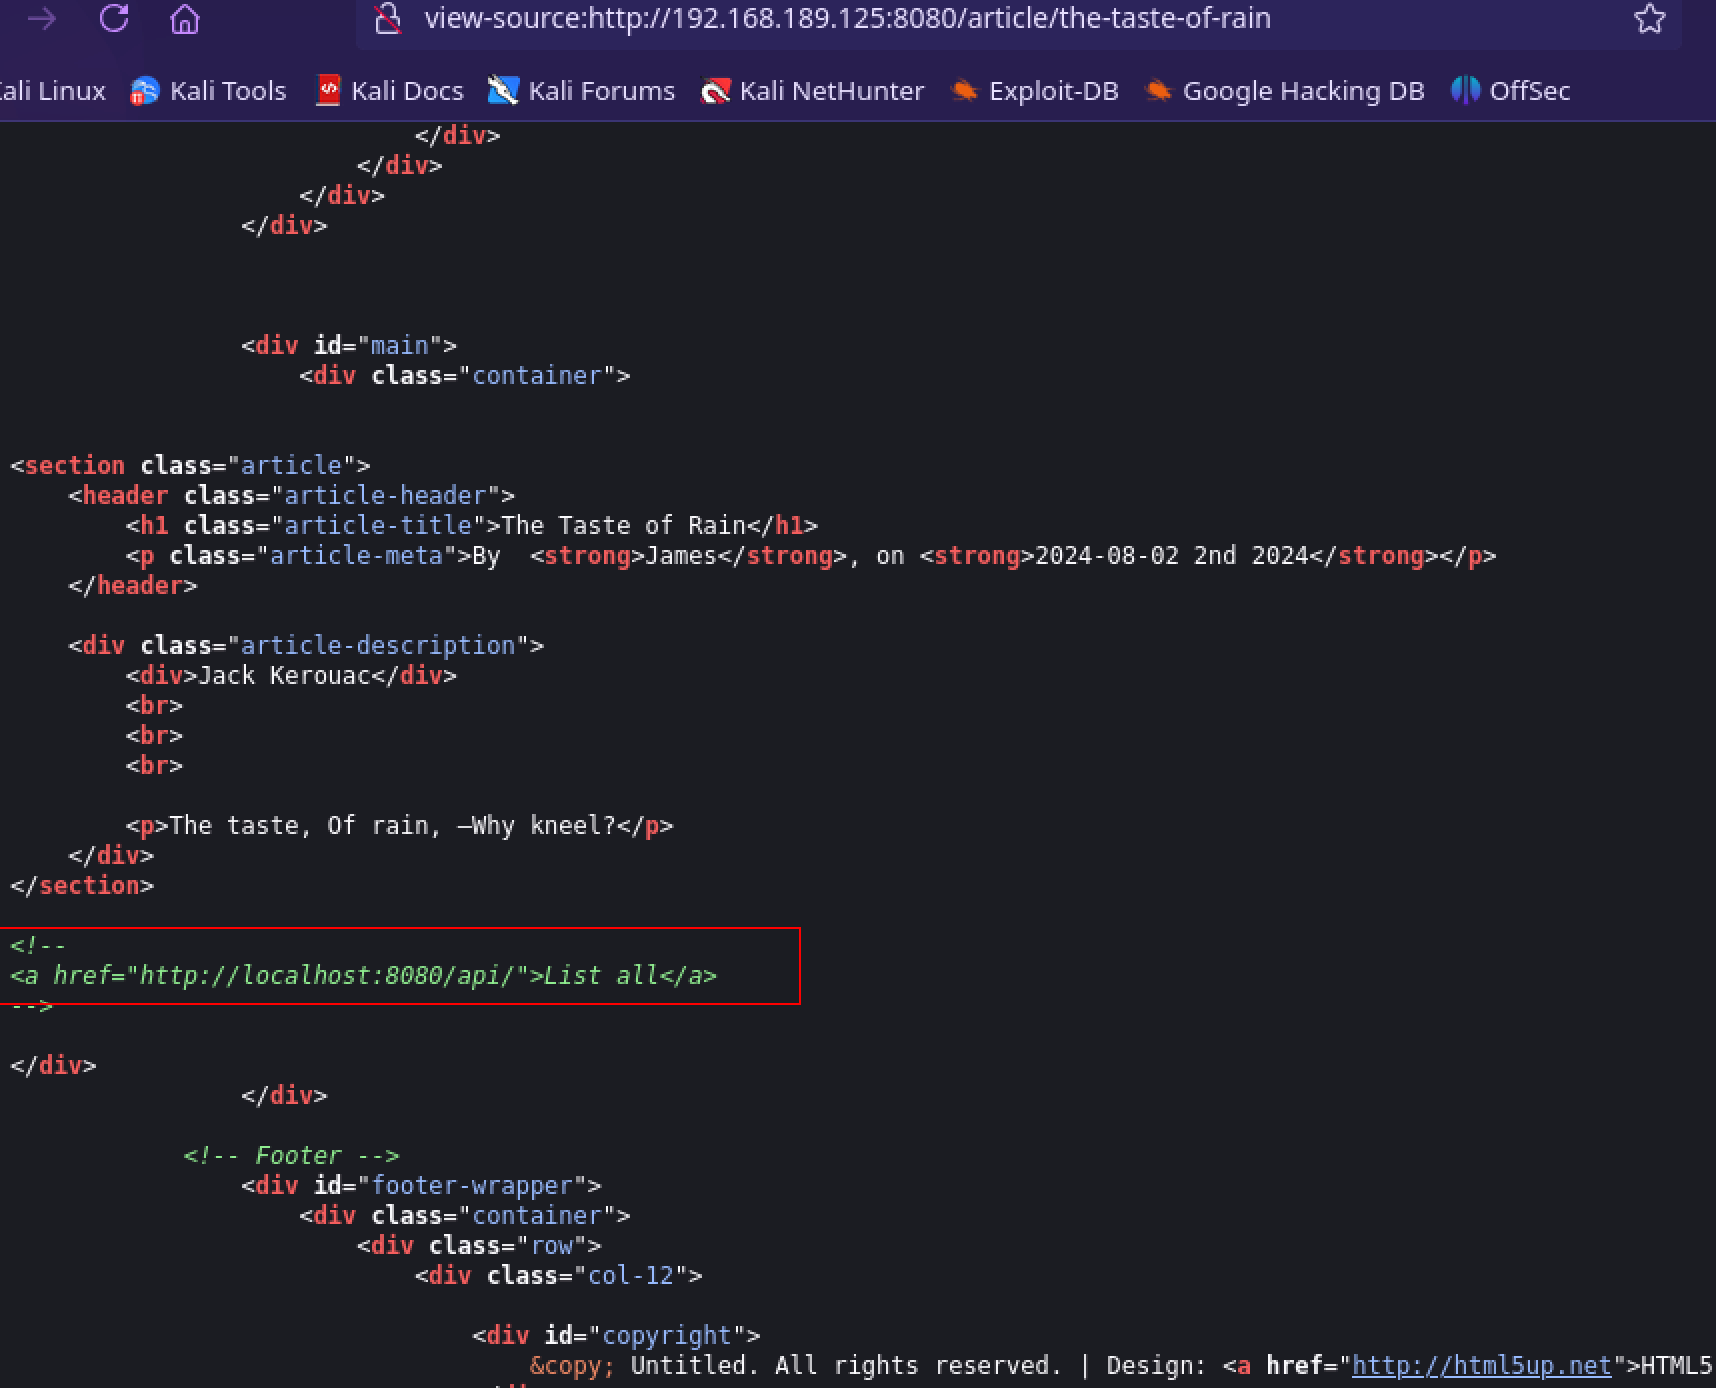 view-source:http://192.168.189.125:8080/article/the-taste-of-rain
ali Linux Kali Tools Kali Docs Kali Forums Kali NetHunter Exploit-DB Google Hacking DB OffSec
</div>
</div>
</div>
</div>
<div id="main">
<div class="container">
<section class="article">
<header class="article-header">
<h1 class="article-title">The Taste of Rain</h1>
<p class="article-meta">By  <strong>James</strong>, on <strong>2024-08-02 2nd 2024</strong></p>
</header>
<div class="article-description">
<div>Jack Kerouac</div>
<br>
<br>
<br>
<p>The taste, Of rain, —Why kneel?</p>
</div>
</section>
<!--
<a href="http://localhost:8080/api/">List all</a>
-->
</div>
</div>
<!-- Footer -->
<div id="footer-wrapper">
<div class="container">
<div class="row">
<div class="col-12">
<div id="copyright">
&copy; Untitled. All rights reserved. | Design: <a href="http://html5up.net">HTML5